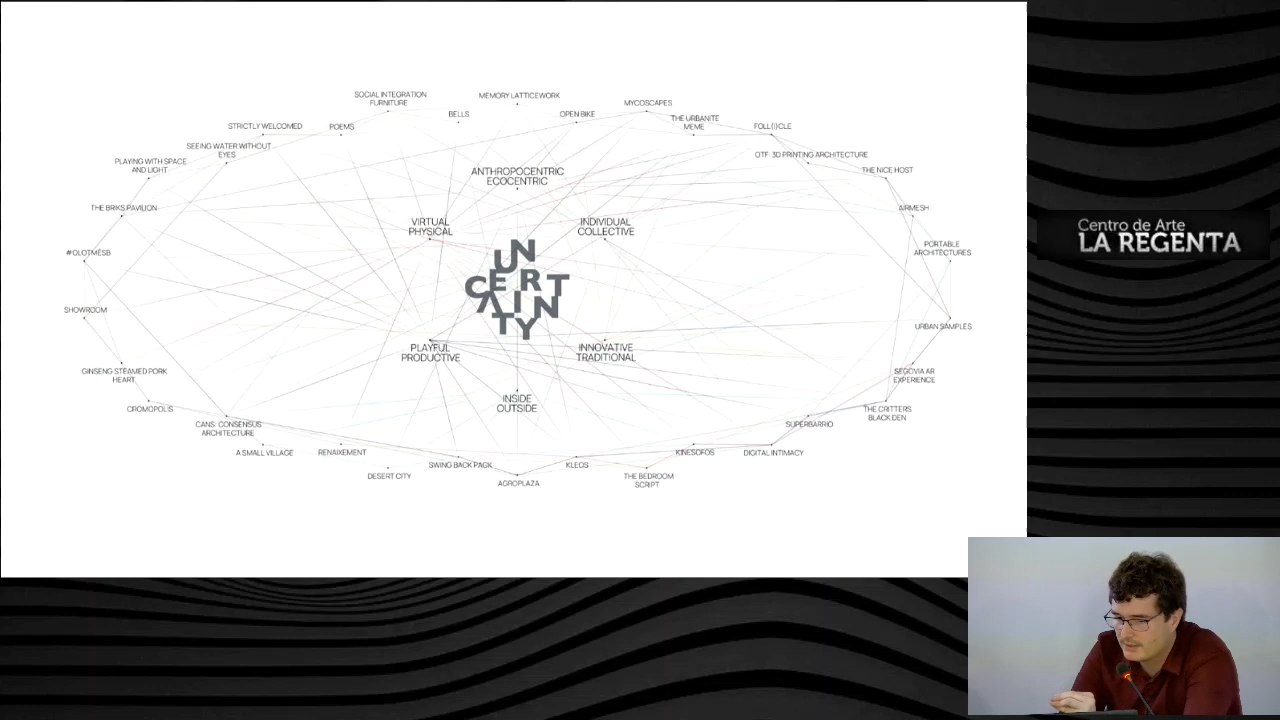 SOCIAL INTEGRATION
FURNITURE
MEMORY LATTICEWORK
MYCOSCAPES
BELLS
OPEN BIKE
THE URBANITE
MEME
STRICTLY WELCOMED
POEMS
FOLL(I)CLE
SEEING WATER WITHOUT
EYES
OTF 3D PRINTING ARCHITECTURE
PLAYING WITH SPACE
AND LIGHT
THE NICE HOST
ANTHROPOCENTRIC
ECOCENTRIC
THE BRIKS PAVILION
AIRMESH
VIRTUAL
PHYSICAL
INDIVIDUAL
COLLECTIVE
#OLOTMESB
PORTABLE
ARCHITECTURES
UN
CERT
AIN
TY
SHOWROOM
URBAN SAMPLES
PLAYFUL
PRODUCTIVE
INNOVATIVE
TRADITIONAL
GINSENG STEAMED PORK
HEART
SEGOVIA AR
EXPERIENCE
INSIDE
OUTSIDE
CROMOPOLIS
THE CRITTERS
BLACK DEN
CANS: CONSENSUS
ARCHITECTURE
SUPERBARRIO
A SMALL VILLAGE
RENAIXEMENT
KINESOFOS
DIGITAL INTIMACY
SWING BACK PACK
KLEOS
DESERT CITY
AGROPLAZA
THE BEDROOM
SCRIPT
Centro de Arte
LA REGENTA